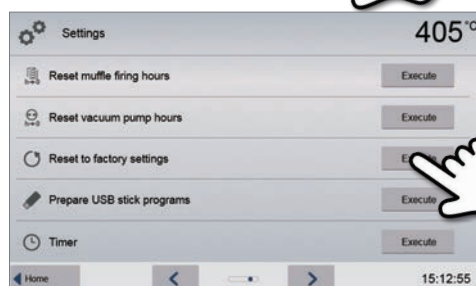 Settings 405°C
Reset muffle firing hours Execute
Reset vacuum pump hours Execute
Reset to factory settings
Prepare USB stick programs Execute
Timer Execute
Home 15:12:55